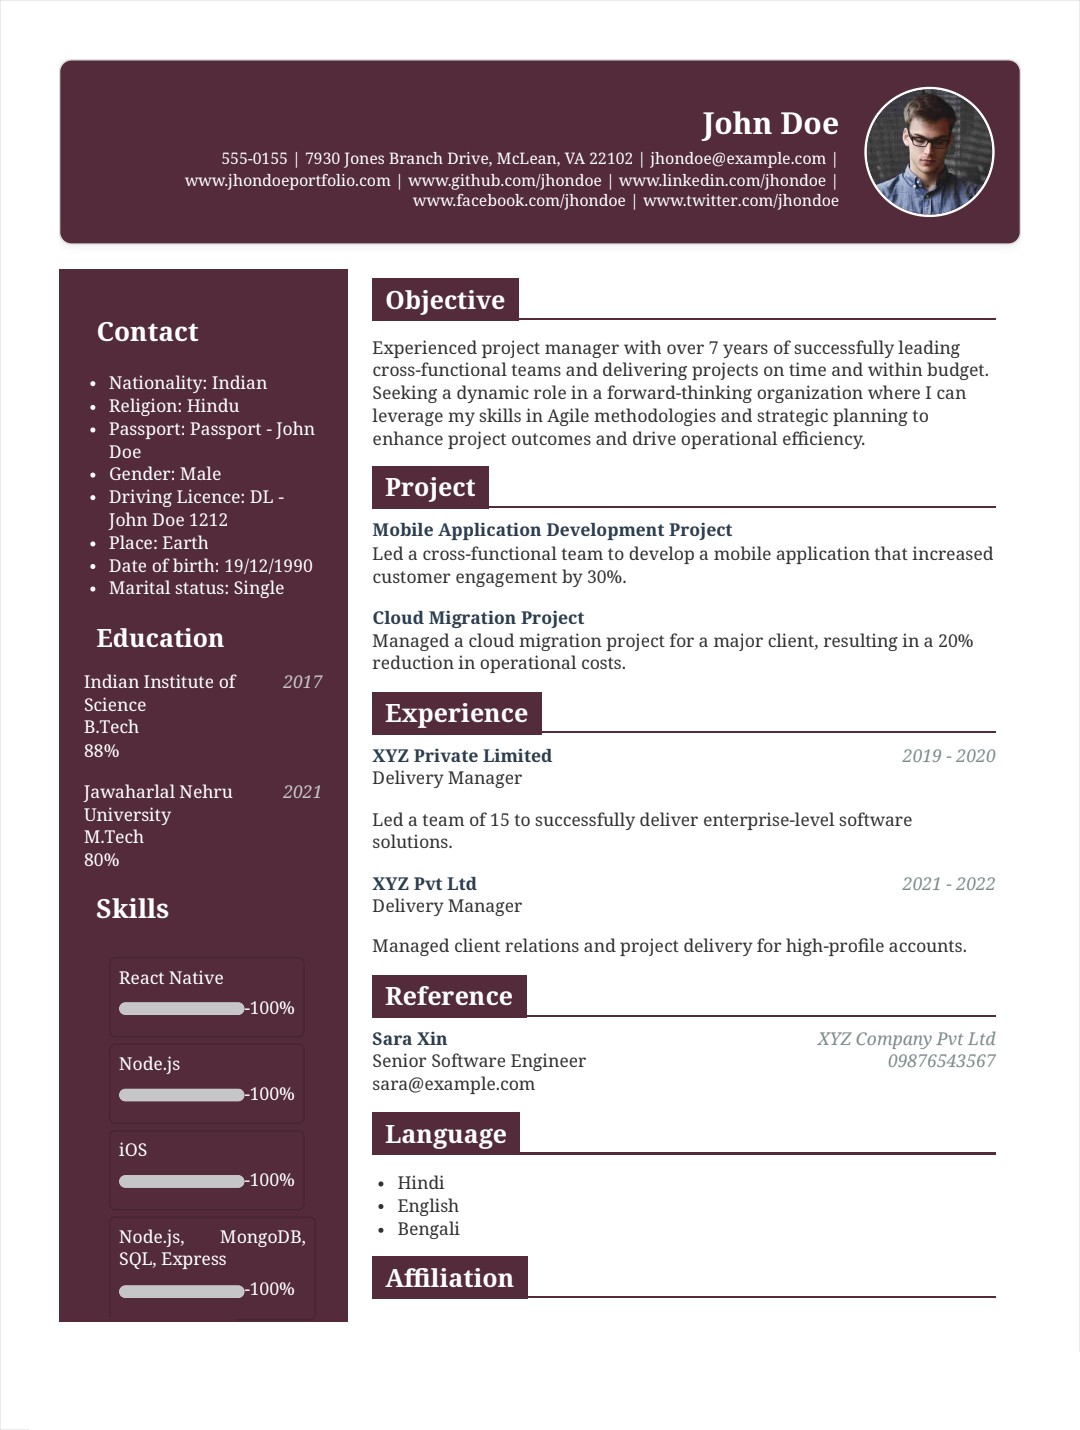 John Doe
555-0155 | 7930 Jones Branch Drive, McLean, VA 22102 | jhondoe@example.com |
www.jhondoeportfolio.com | www.github.com/jhondoe | www.linkedin.com/jhondoe |
www.facebook.com/jhondoe | www.twitter.com/jhondoe
Contact
• Nationality: Indian
• Religion: Hindu
• Passport: Passport - John
Doe
• Gender: Male
• Driving Licence: DL -
John Doe 1212
• Place: Earth
• Date of birth: 19/12/1990
• Marital status: Single
Education
Indian Institute of 2017
Science
B.Tech
88%
Jawaharlal Nehru 2021
University
M.Tech
80%
Skills
React Native
-100%
Node.js
-100%
iOS
-100%
Node.js, MongoDB,
SQL, Express
-100%
Objective
Experienced project manager with over 7 years of successfully leading
cross-functional teams and delivering projects on time and within budget.
Seeking a dynamic role in a forward-thinking organization where I can
leverage my skills in Agile methodologies and strategic planning to
enhance project outcomes and drive operational efficiency.
Project
Mobile Application Development Project
Led a cross-functional team to develop a mobile application that increased
customer engagement by 30%.
Cloud Migration Project
Managed a cloud migration project for a major client, resulting in a 20%
reduction in operational costs.
Experience
XYZ Private Limited 2019 - 2020
Delivery Manager
Led a team of 15 to successfully deliver enterprise-level software
solutions.
XYZ Pvt Ltd 2021 - 2022
Delivery Manager
Managed client relations and project delivery for high-profile accounts.
Reference
Sara Xin XYZ Company Pvt Ltd
Senior Software Engineer 09876543567
sara@example.com
Language
• Hindi
• English
• Bengali
Affiliation